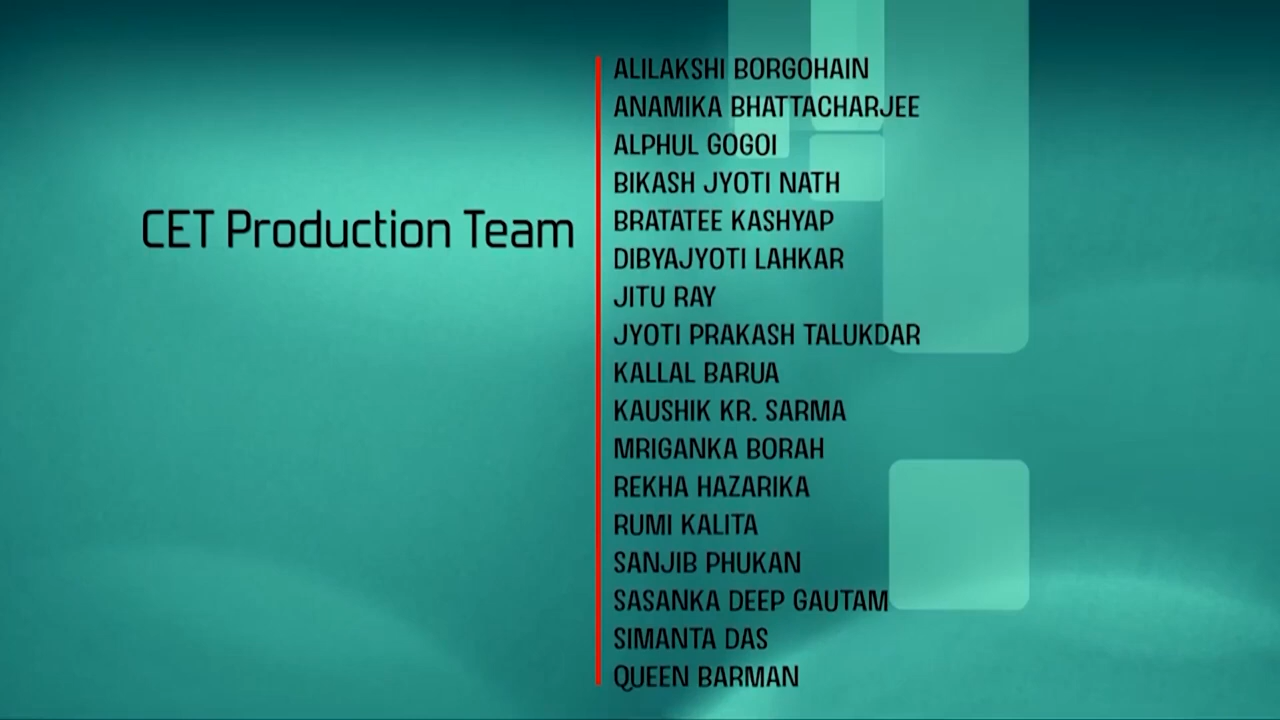 CET Production Team
ALILAKSHI BORGOHAIN
ANAMIKA BHATTACHARJEE
ALPHUL GOGOI
BIKASH JYOTI NATH
BRATATEE KASHYAP
DIBYAJYOTI LAHKAR
JITU RAY
JYOTI PRAKASH TALUKDAR
KALLAL BARUA
KAUSHIK KR. SARMA
MRIGANKA BORAH
REKHA HAZARIKA
RUMI KALITA
SANJIB PHUKAN
SASANKA DEEP GAUTAM
SIMANTA DAS
QUEEN BARMAN